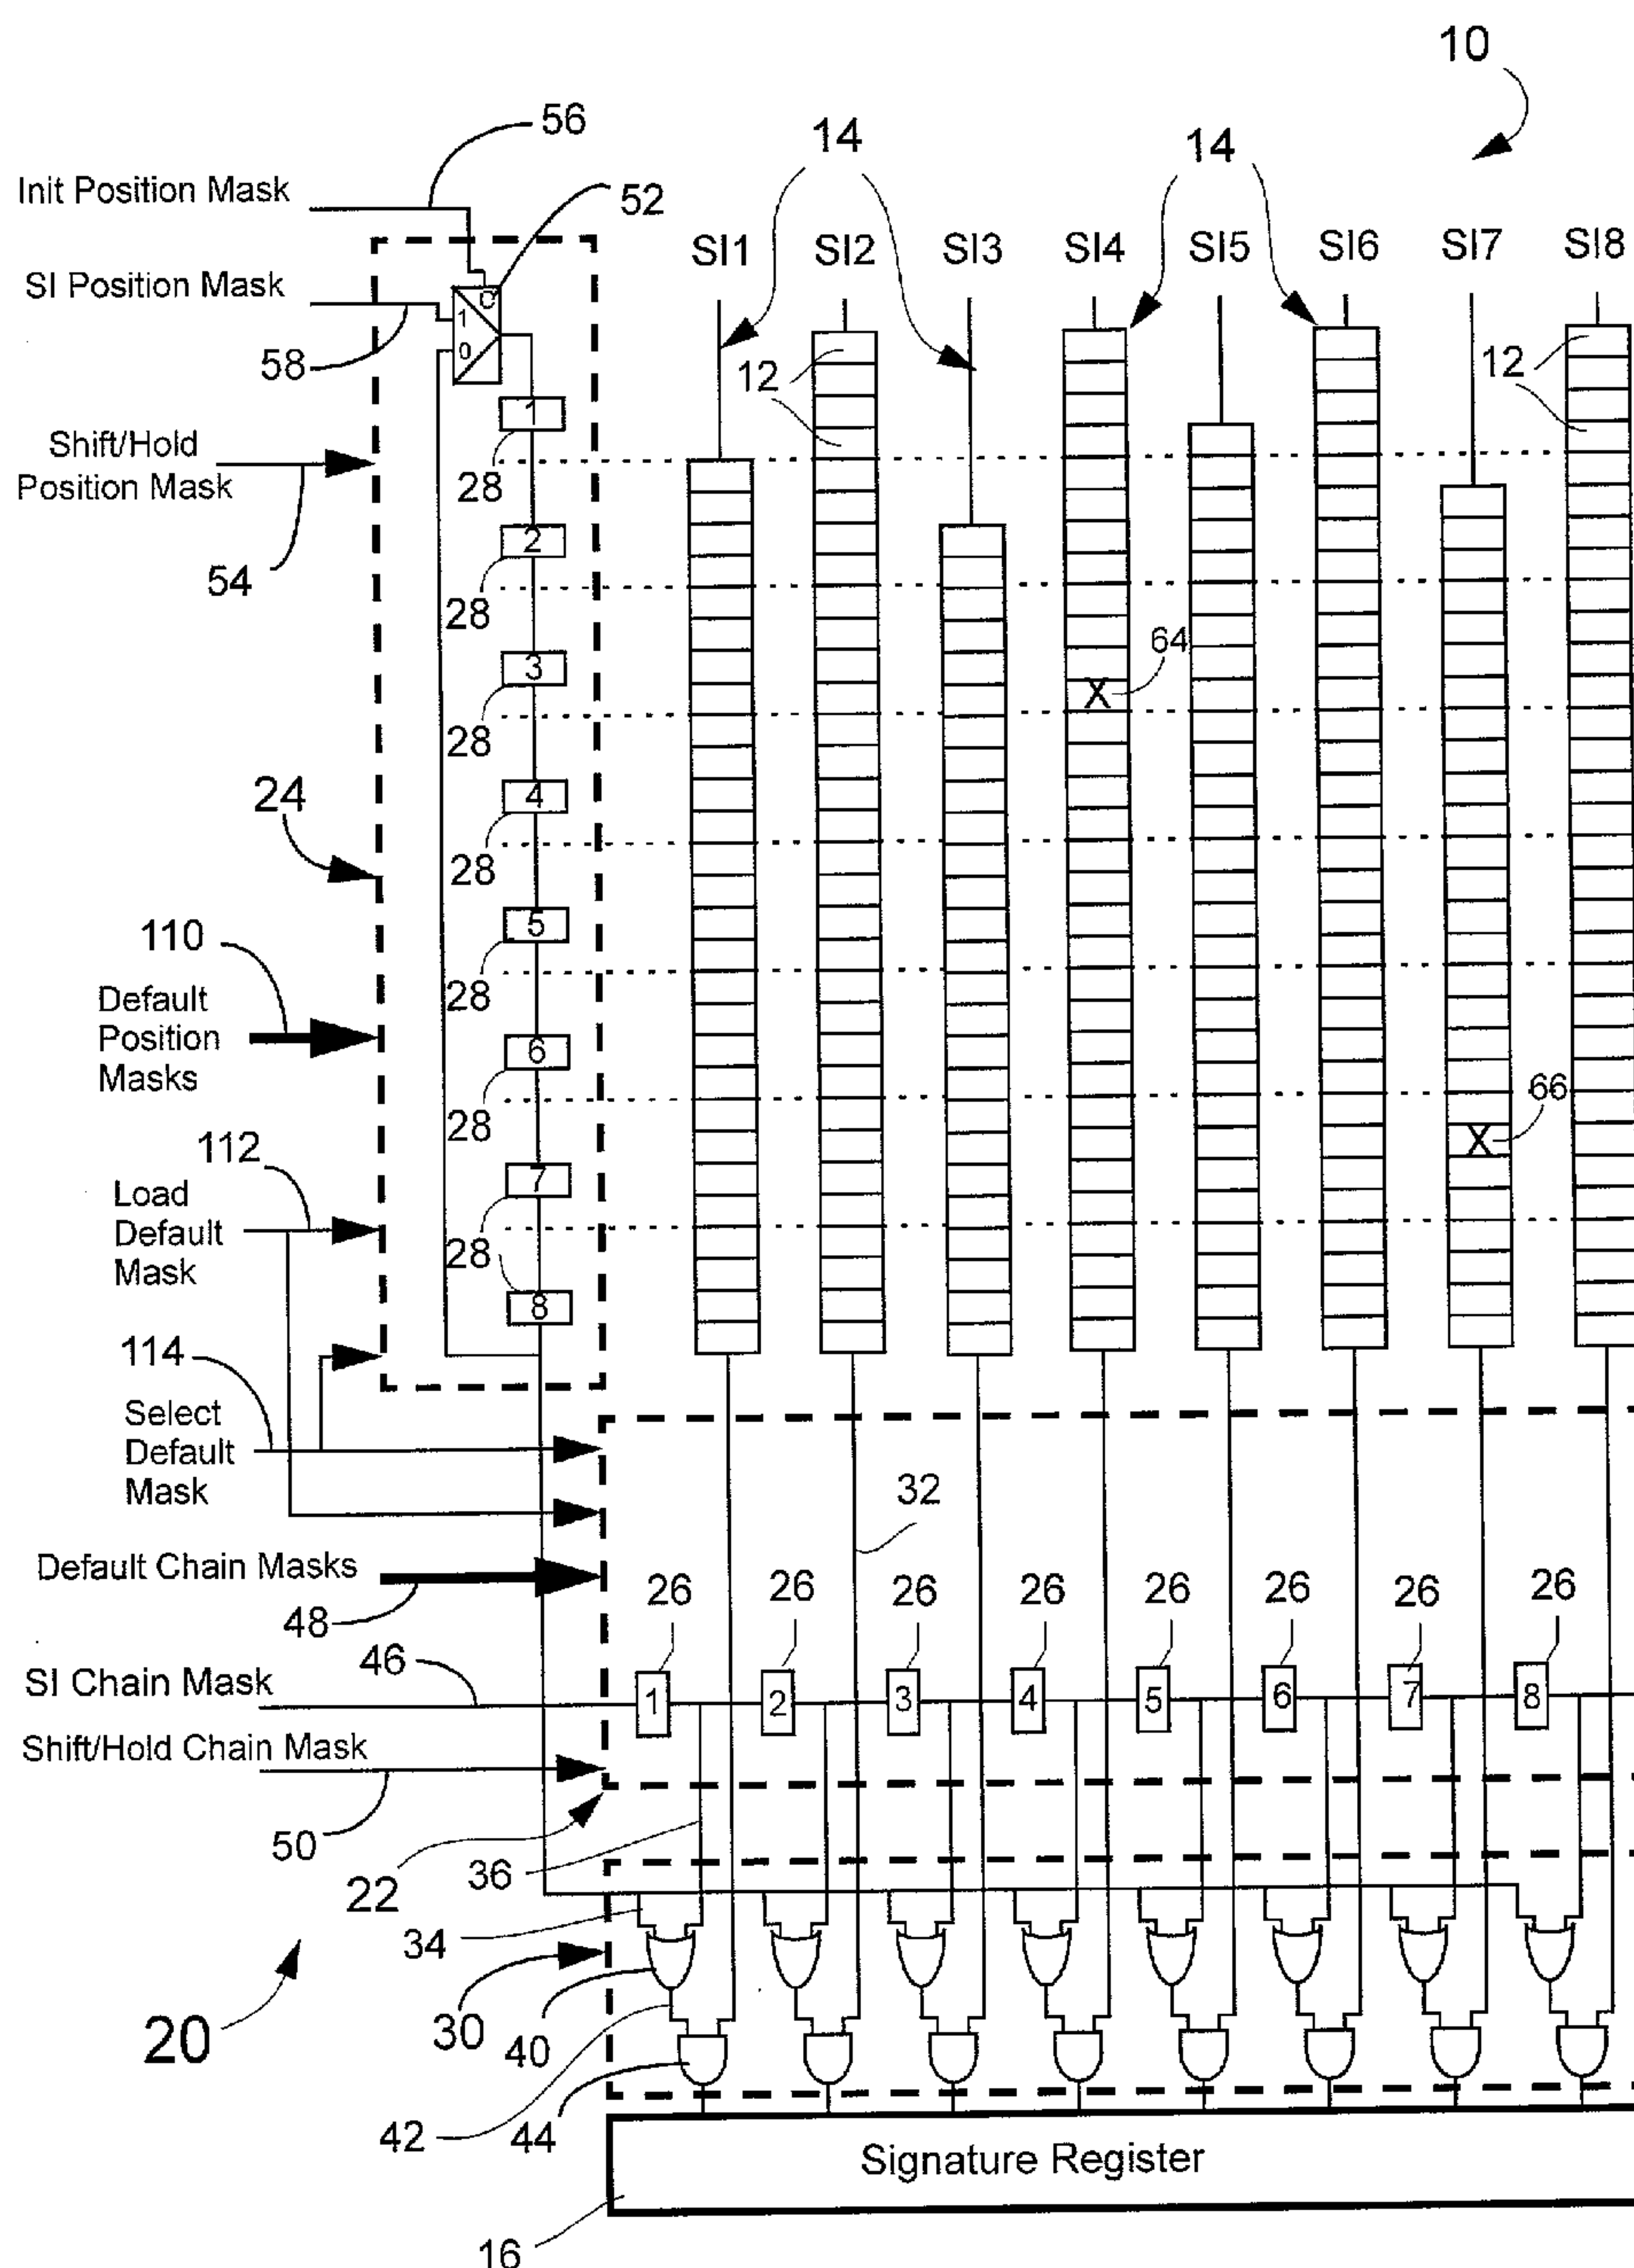 10
56
14
14
Init Position Mask
52
SI1
SI2
SI3
SI4
SI5
SI6
SI7
SI8
SI Position Mask
C
1
0
58
12
12
1
Shift/Hold
Position Mask
28
54
2
28
64
3
X
28
24
4
28
110
5
28
Default
Position
Masks
6
28
66
X
112
7
Load
Default
Mask
28
8
114
Select
Default
Mask
32
Default Chain Masks
48
26
26
26
26
26
26
26
26
SI Chain Mask
46
1
2
3
4
5
6
7
8
Shift/Hold Chain Mask
50
22
36
34
30
40
20
42
44
Signature Register
16